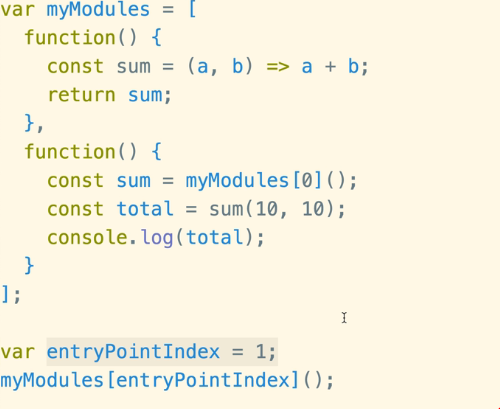 var myModules = [
  function() {
    const sum = (a, b) => a + b;
    return sum;
  },
  function() {
    const sum = myModules[0]();
    const total = sum(10, 10);
    console.log(total);
  }
];

var entryPointIndex = 1;
myModules[entryPointIndex]();